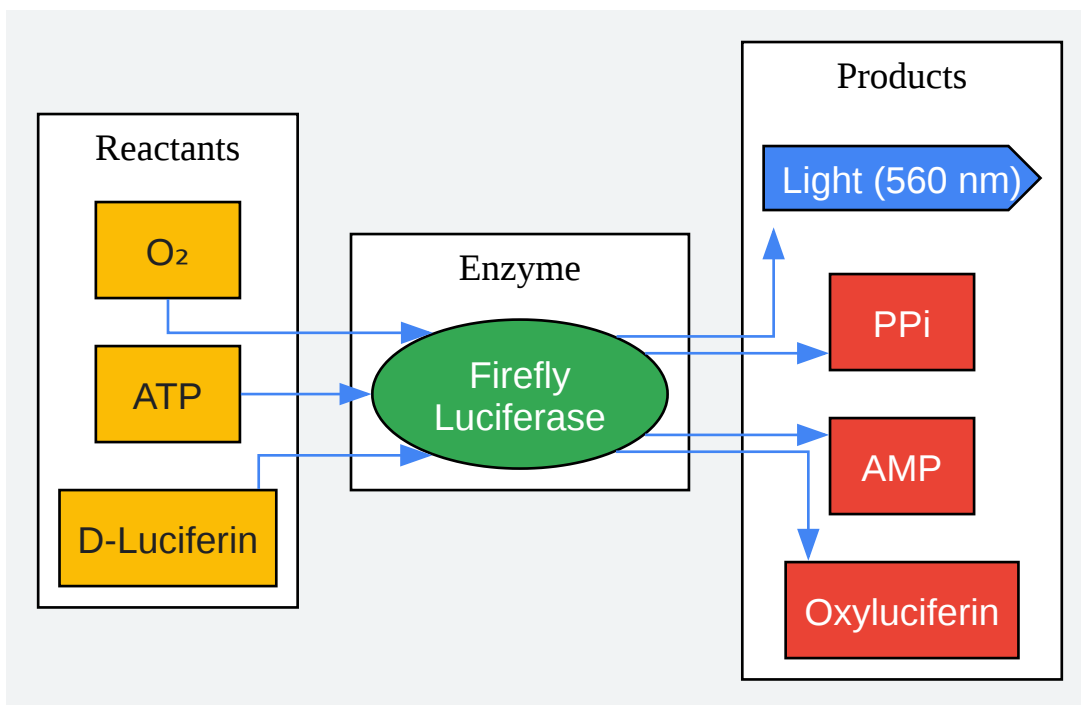 Reactants
O₂
ATP
D-Luciferin
Enzyme
Firefly
Luciferase
Products
Light (560 nm)
PPi
AMP
Oxyluciferin